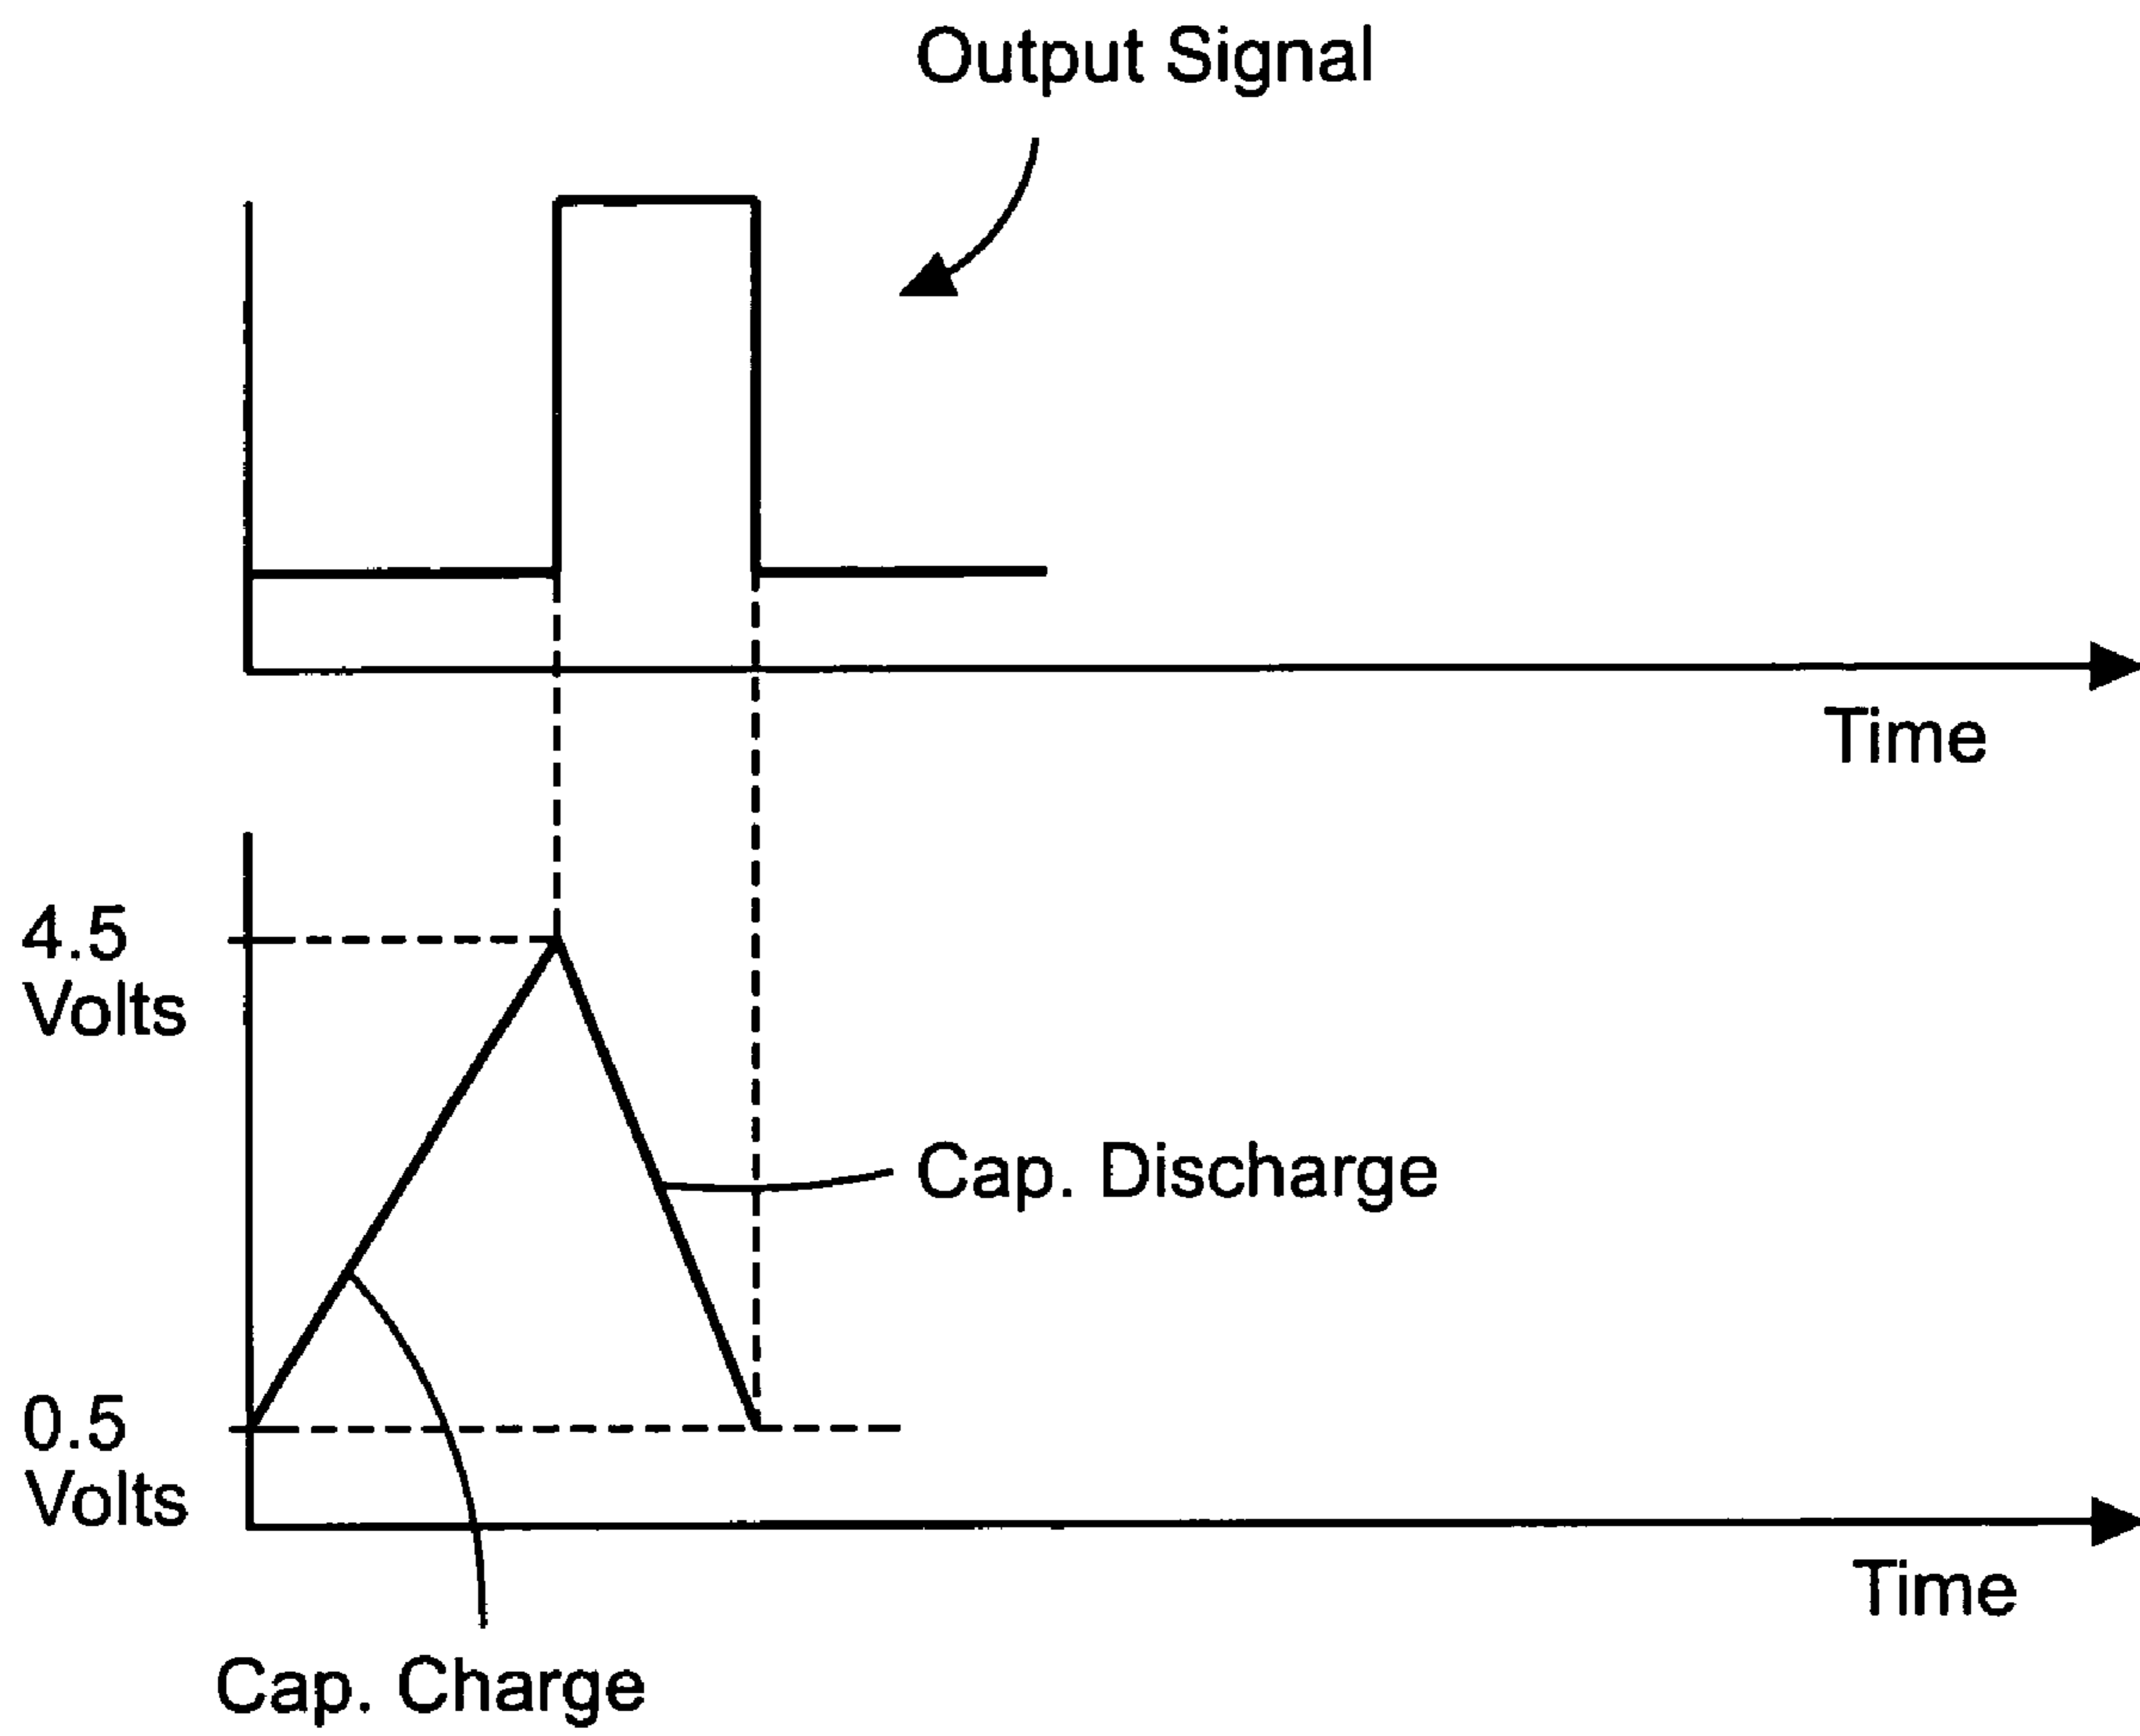 Output Signal
Time
4.5
Volts
Cap. Discharge
0.5
Volts
Time
Cap. Charge